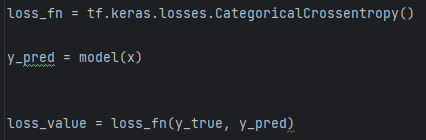 loss_fn = tf.keras.losses.CategoricalCrossentropy()
y_pred = model(x)
loss_value = loss_fn(y_true, y_pred)